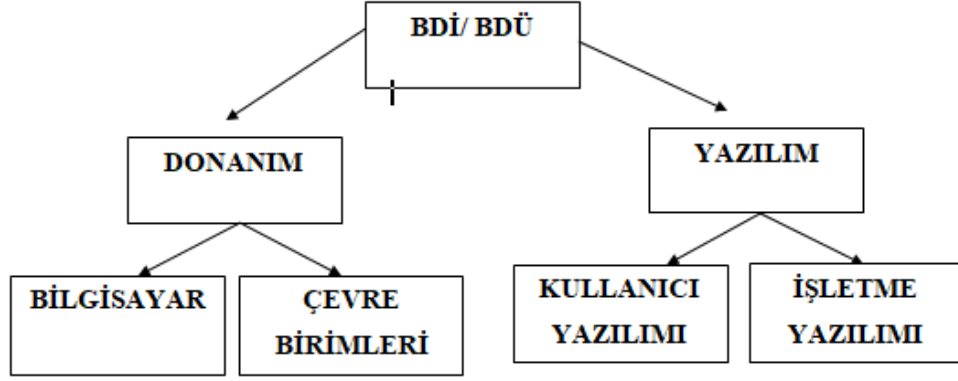 BDİ/ BDÜ
DONANIM
YAZILIM
BİLGİSAYAR
ÇEVRE
BİRİMLERİ
KULLANICI
YAZILIMI
İŞLETME
YAZILIMI